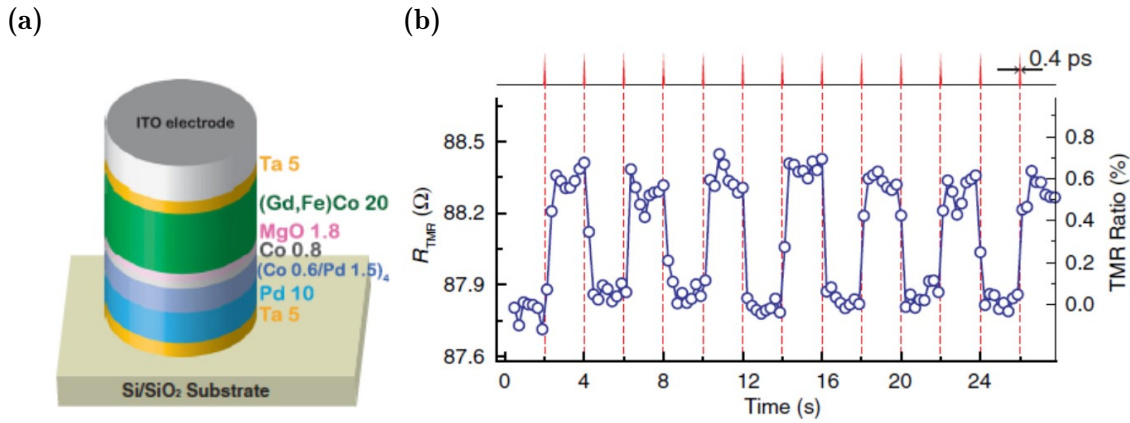 (a)
ITO electrode
Ta 5
(Gd,Fe)Co 20
MgO 1.8
Co 0.8
(Co 0.6/Pd 1.5)₄
Pd 10
Ta 5
Si/SiO₂ Substrate
(b)
0.4 ps
88.5
88.2
87.9
87.6
R_TMR (Ω)
0.8
0.6
0.4
0.2
0.0
TMR Ratio (%)
0 4 8 12 16 20 24
Time (s)